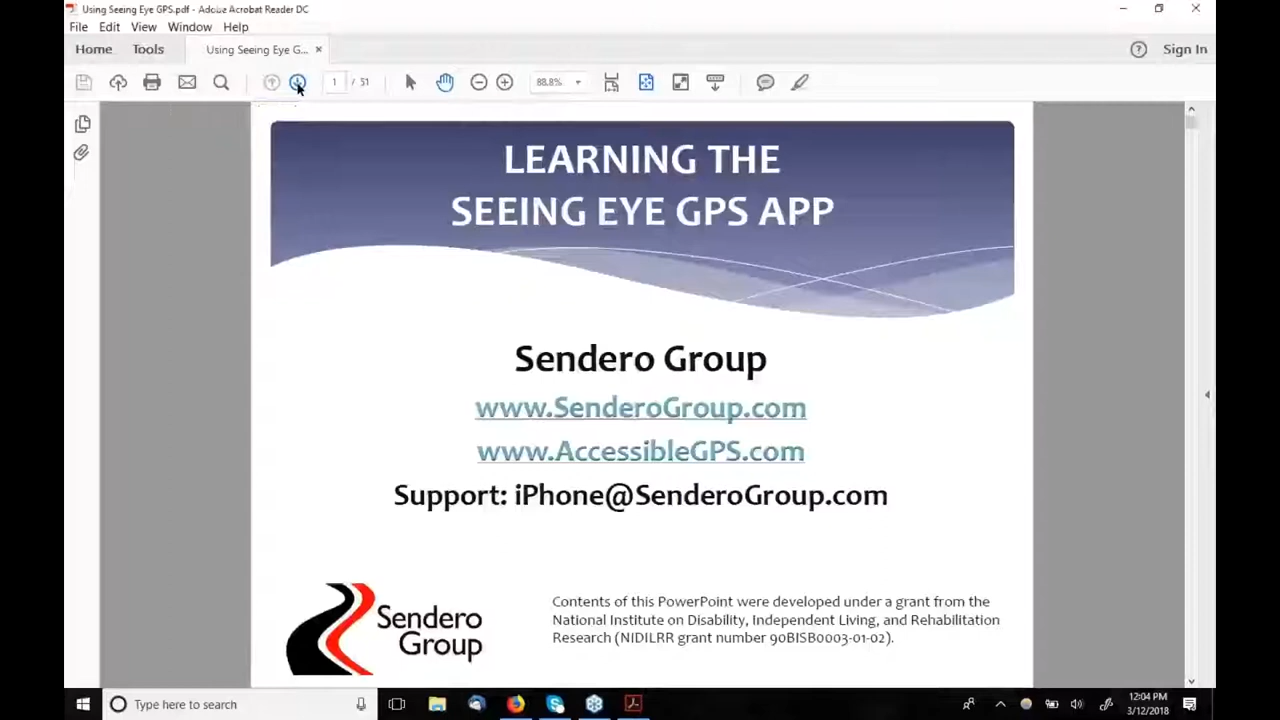 Using Seeing Eye GPS.pdf - Adobe Acrobat Reader DC
File Edit View Window Help
Home Tools Using Seeing Eye G... × Sign In
1 / 51 88.8%
LEARNING THE
SEEING EYE GPS APP
Sendero Group
www.SenderoGroup.com
www.AccessibleGPS.com
Support: iPhone@SenderoGroup.com
Sendero
Group
Contents of this PowerPoint were developed under a grant from the
National Institute on Disability, Independent Living, and Rehabilitation
Research (NIDILRR grant number 90BISB0003-01-02).
Type here to search
12:04 PM
3/12/2018